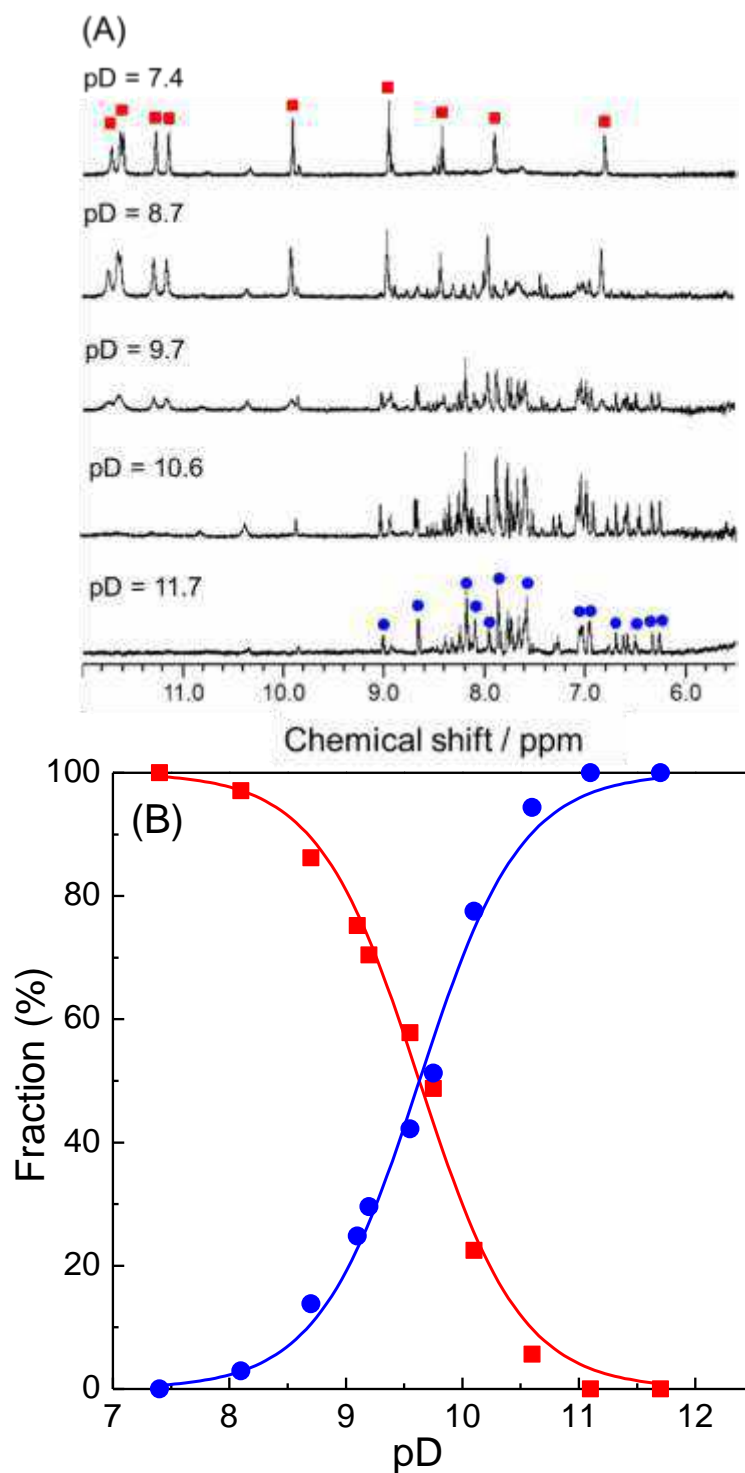 (A)
pD = 7.4
pD = 8.7
pD = 9.7
pD = 10.6
pD = 11.7
11.0 10.0 9.0 8.0 7.0 6.0
Chemical shift / ppm
(B)
100
80
60
40
20
0
Fraction (%)
7 8 9 10 11 12
pD